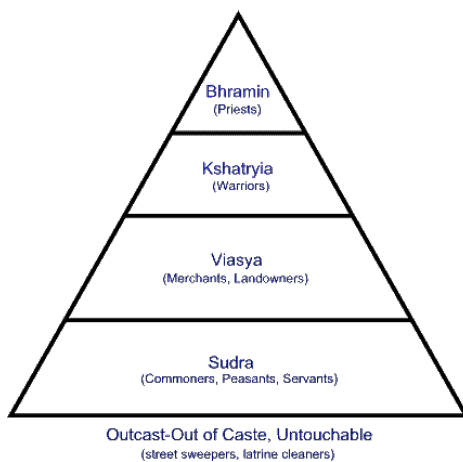 Bhramin
(Priests)
Kshatryia
(Warriors)
Viasya
(Merchants, Landowners)
Sudra
(Commoners, Peasants, Servants)
Outcast-Out of Caste, Untouchable
(street sweepers, latrine cleaners)